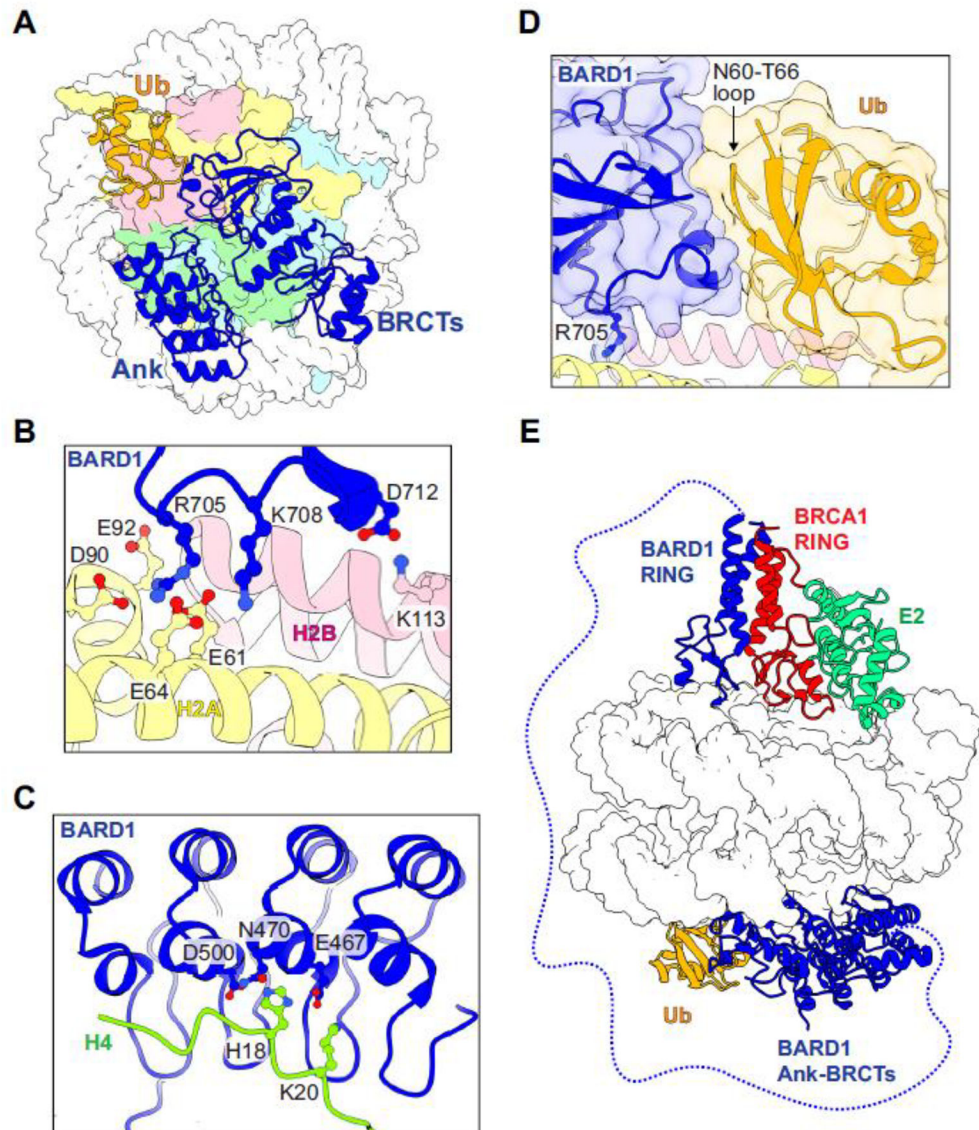 A
Ub
BRCTs
Ank
B
BARD1
R705
D712
E92
K708
D90
K113
H2B
E61
E64
H2A
C
BARD1
N470
D500
E467
H4
H18
K20
D
BARD1
N60-T66
loop
Ub
R705
E
BRCA1
RING
BARD1
RING
E2
Ub
BARD1
Ank-BRCTs